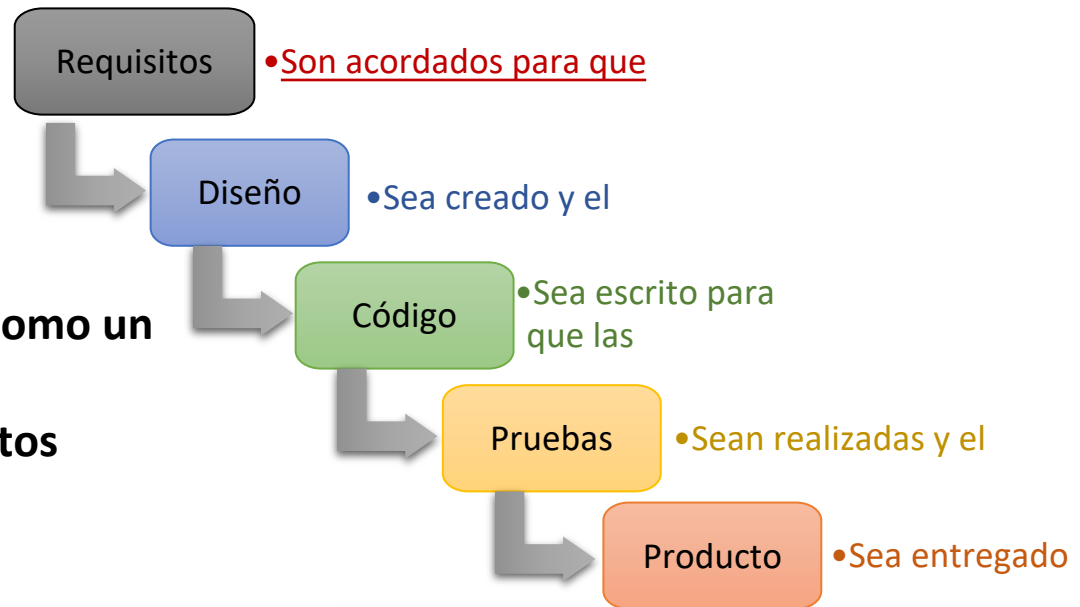 Requisitos
•Son acordados para que
Diseño
•Sea creado y el
Código
•Sea escrito para
que las
omo un
tos
Pruebas
•Sean realizadas y el
Producto
•Sea entregado